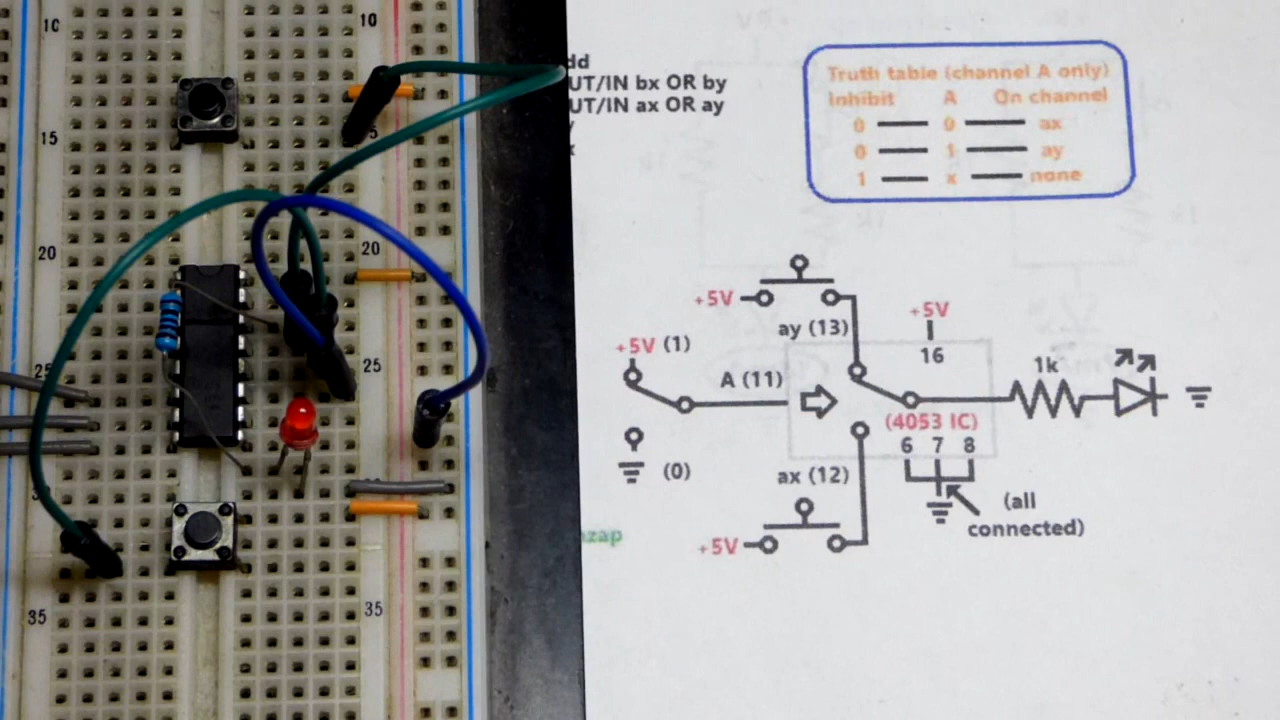 10
15
20
25
35
10
5
20
25
35
dd
UT/IN bx OR by
UT/IN ax OR ay
Truth table (channel A only)
Inhibit A On channel
0 0 ax
0 1 ay
1 x none
+5V
ay (13)
+5V
16
+5V (1)
A (11)
1k
(4053 IC)
6 7 8
(0)
ax (12)
(all
connected)
+5V
zap